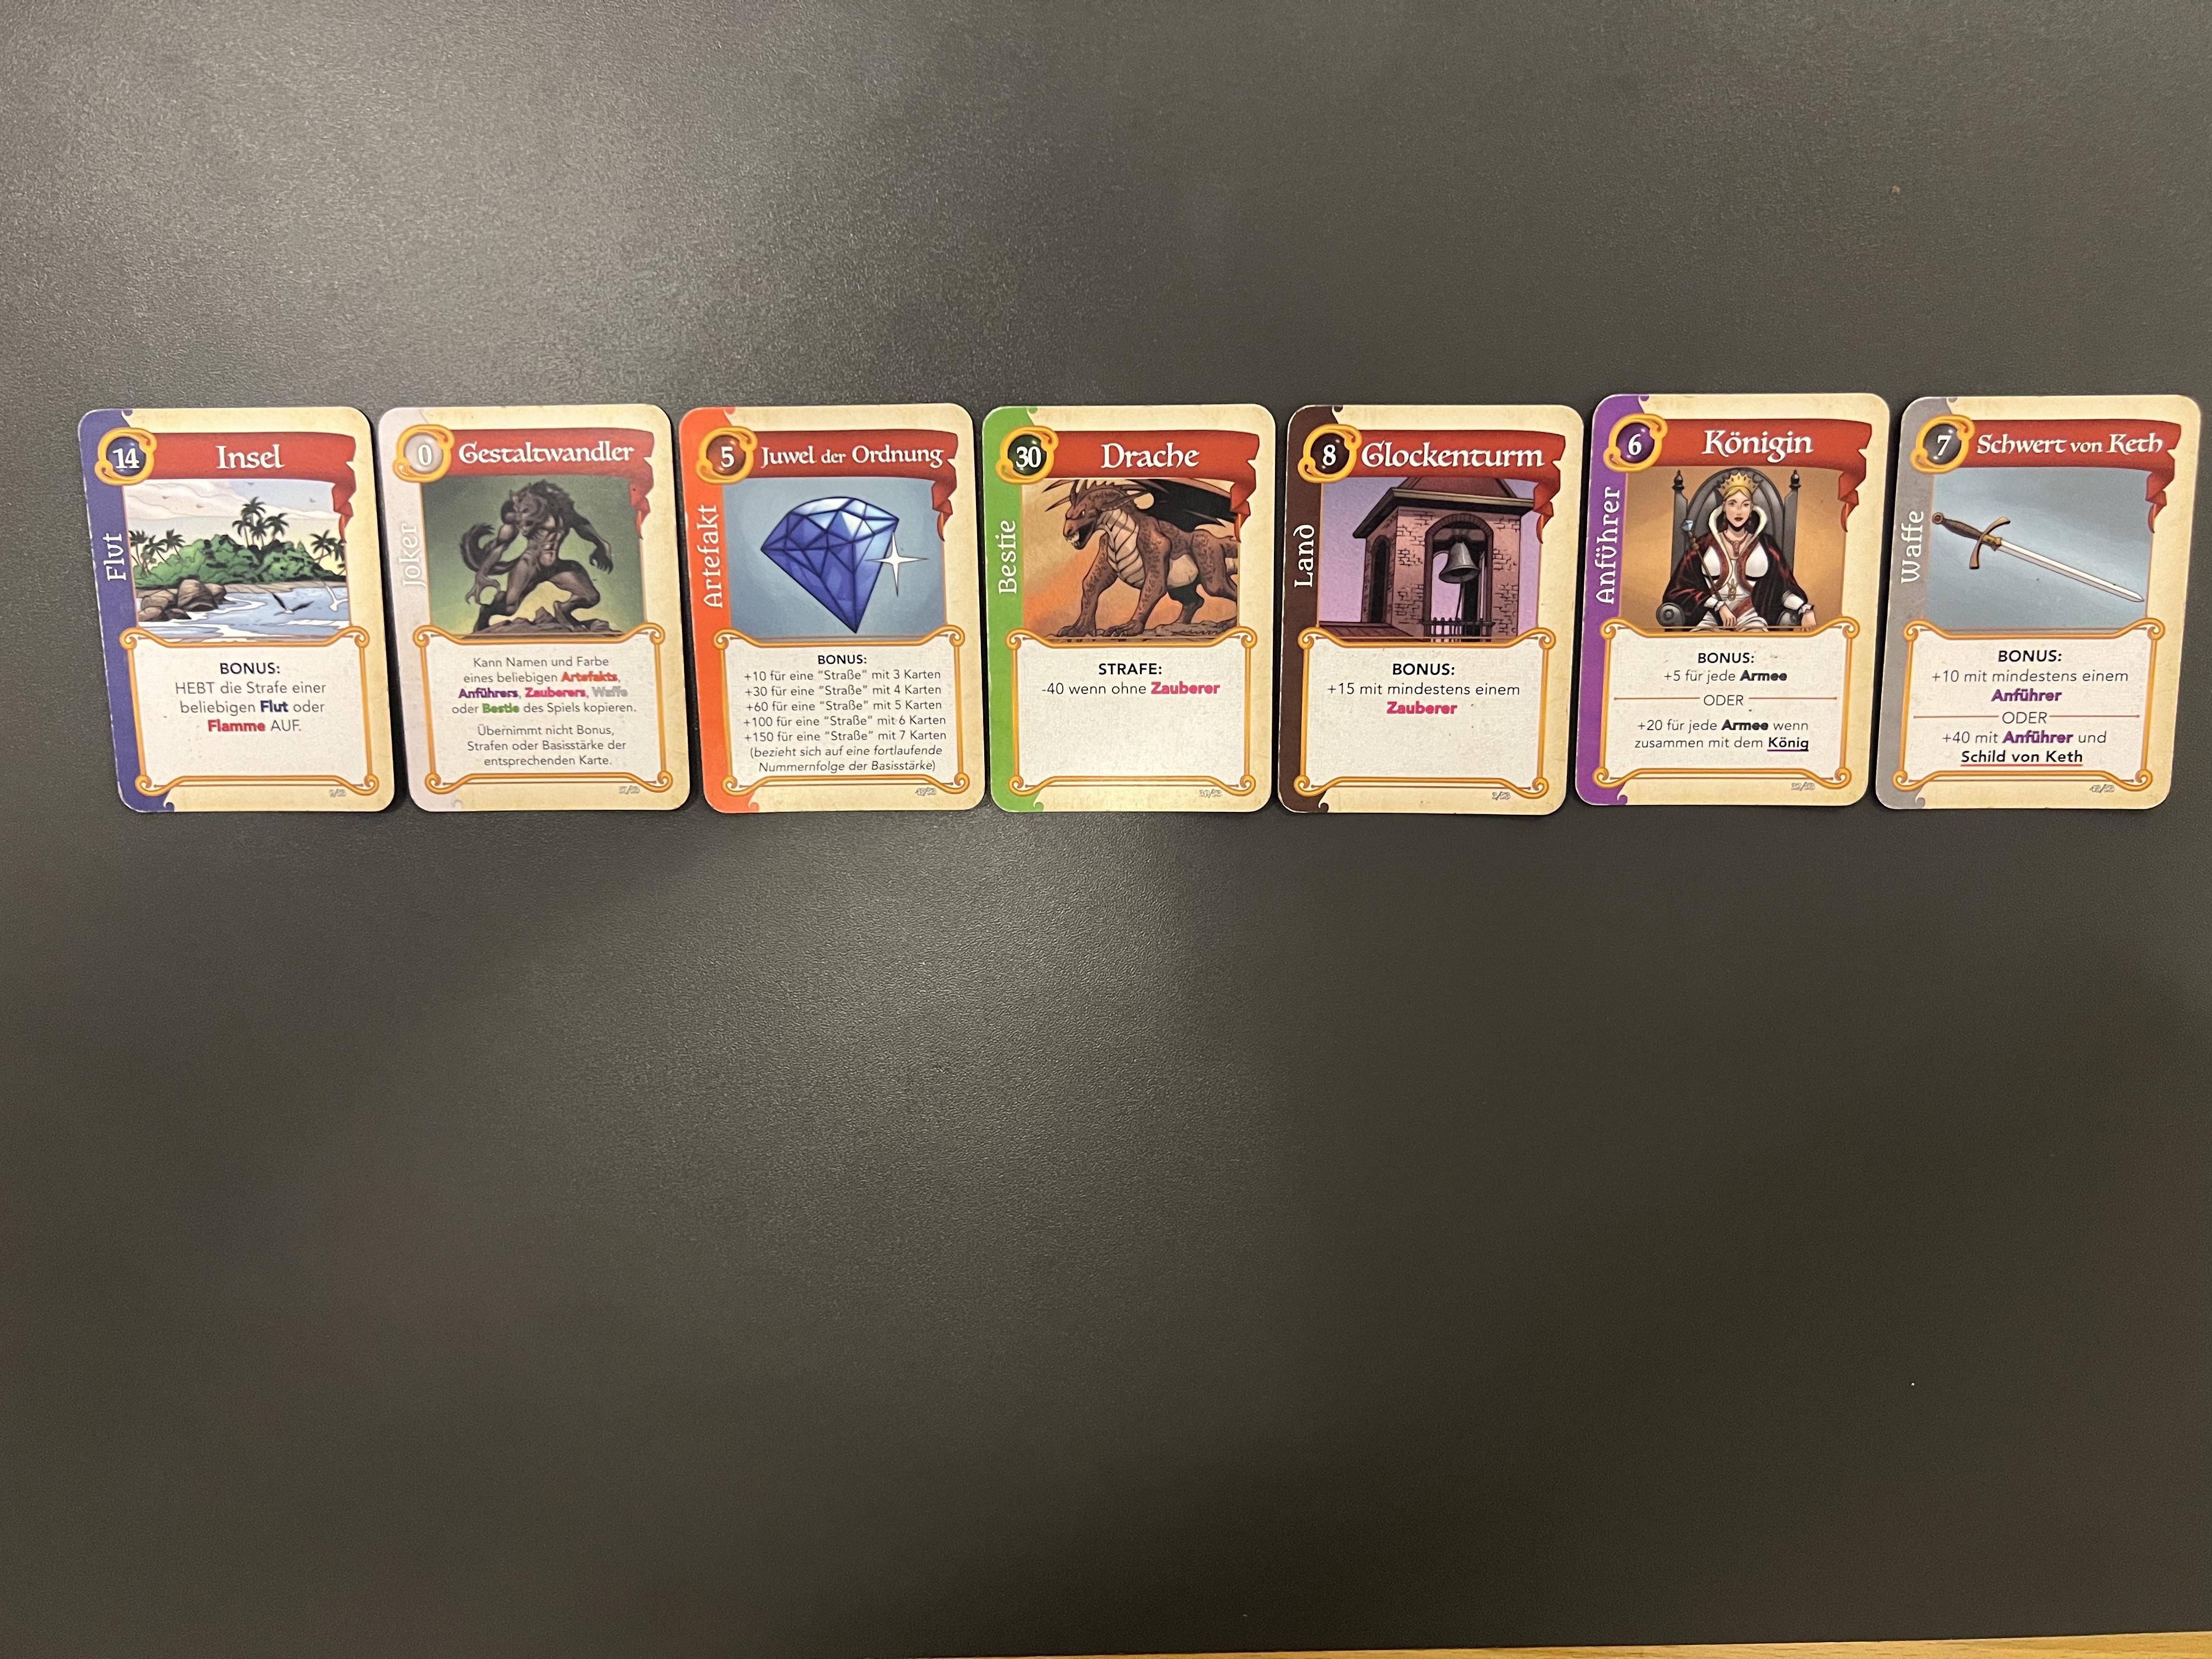 14
Insel
Flut
BONUS:
HEBT die Strafe einer
beliebigen Flut oder
Flamme AUF.
0
Gestaltwandler
Joker
Kann Namen und Farbe
eines beliebigen Artefakts,
Anführers, Zauberers, Waffe
oder Bestie des Spiels kopieren.
Übernimmt nicht Bonus,
Strafen oder Basisstärke der
entsprechenden Karte.
5
Juwel der Ordnung
Artefakt
BONUS:
+10 für eine "Straße" mit 3 Karten
+30 für eine "Straße" mit 4 Karten
+60 für eine "Straße" mit 5 Karten
+100 für eine "Straße" mit 6 Karten
+150 für eine "Straße" mit 7 Karten
(bezieht sich auf eine fortlaufende
Nummernfolge der Basisstärke)
30
Drache
Bestie
STRAFE:
-40 wenn ohne Zauberer
8
Glockenturm
Land
BONUS:
+15 mit mindestens einem
Zauberer
6
Königin
Anführer
BONUS:
+5 für jede Armee
ODER
+20 für jede Armee wenn
zusammen mit dem König
7
Schwert von Keth
Waffe
BONUS:
+10 mit mindestens einem
Anführer
ODER
+40 mit Anführer und
Schild von Keth